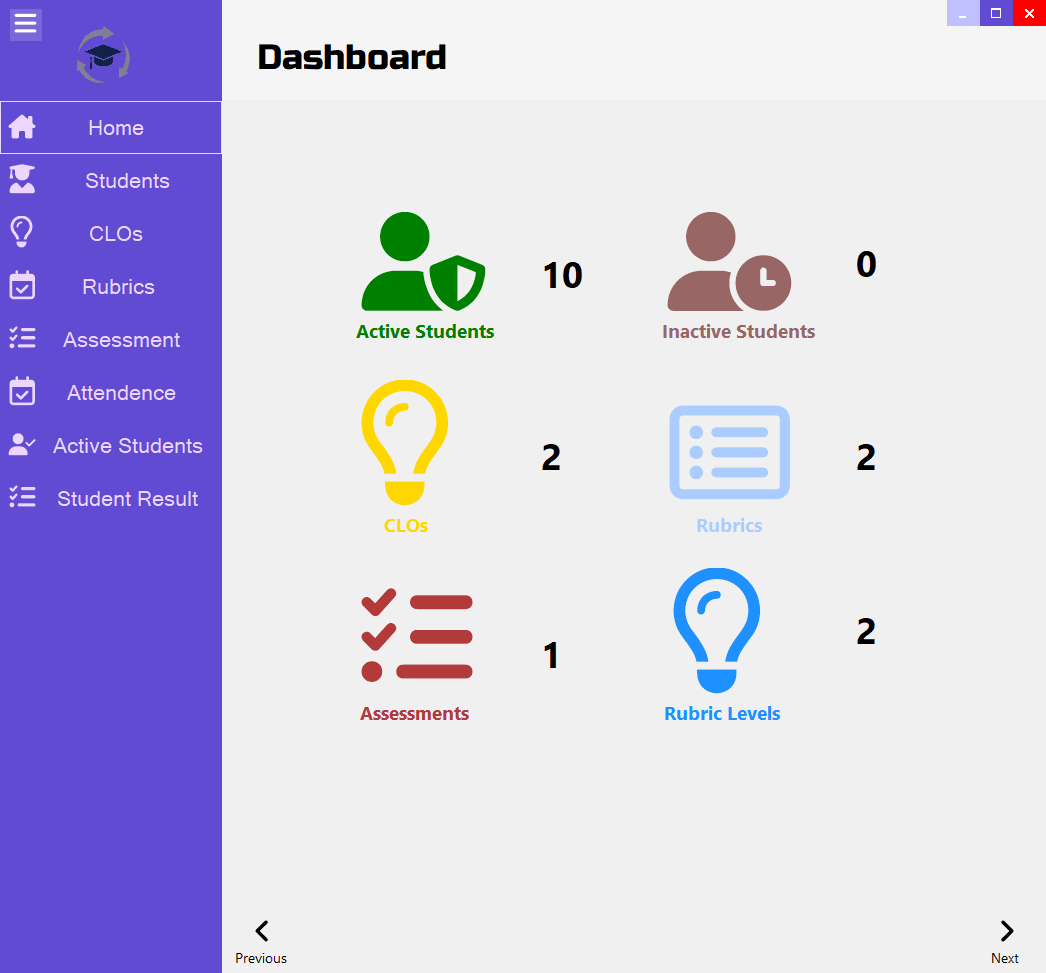 Dashboard
Home
Students
CLOs
Rubrics
Assessment
Attendence
Active Students
Student Result
10
Active Students
0
Inactive Students
2
CLOs
2
Rubrics
1
Assessments
2
Rubric Levels
Previous
Next